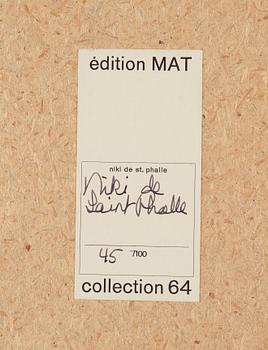 édition MAT
niki de st. phalle
Niki de
Saint Phalle
45 /100
collection 64